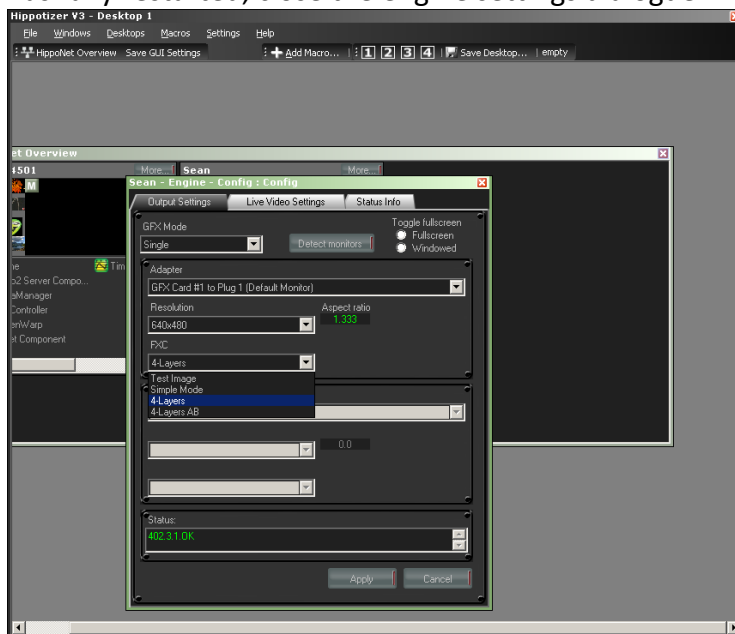 Hippotizer V3 - Desktop 1
File Windows Desktops Macros Settings Help
HippoNet Overview Save GUI Settings Add Macro... 1 2 3 4 Save Desktop... empty
et Overview
4501 More... Sean More...
M
Sean - Engine - Config : Config
Output Settings Live Video Settings Status Info
GFX Mode
Toggle fullscreen
Single
Detect monitors
Fullscreen
Windowed
Adapter
GFX Card #1 to Plug 1 (Default Monitor)
Resolution Aspect ratio
640x480 1.333
FXC
4-Layers
Test Image
Simple Mode
4-Layers
4-Layers AB
0.0
Status:
402.3.1.OK
Apply Cancel
ne Tim
o2 Server Compo...
aManager
Controller
enWarp
et Component